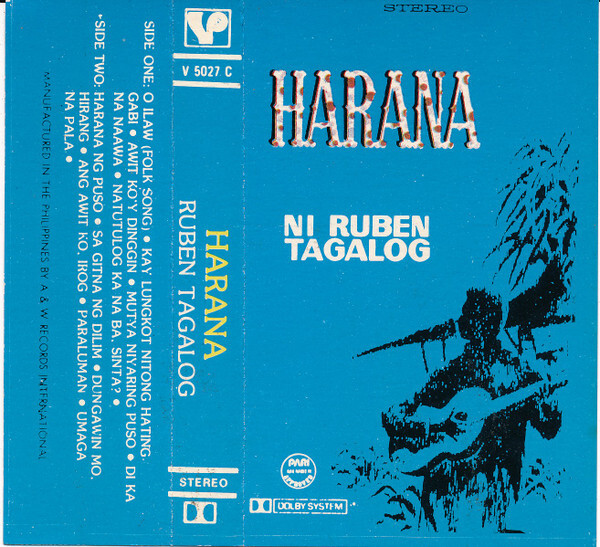 STEREO
HARANA
NI RUBEN
TAGALOG
PARI
DOLBY SYSTEM
V 5027 C
HARANA
RUBEN TAGALOG
STEREO
SIDE ONE: O ILAW (FOLK SONG) • KAY LUNGKOT NITONG HATING.
GABI • AWIT KO'Y DINGGIN • MUTYA NIYARING PUSO • DI KA
NA NAAWA • NATUTULOG KA NA BA, SINTA? •
*SIDE TWO: HARANA NG PUSO • SA GITNA NG DILIM • DUNGAWIN MO,
HIRANG • ANG AWIT KO, IROG • PARALUMAN • UMAGA
NA PALA •
MANUFACTURED IN THE PHILIPPINES BY A & W RECORDS INTERNATIONAL